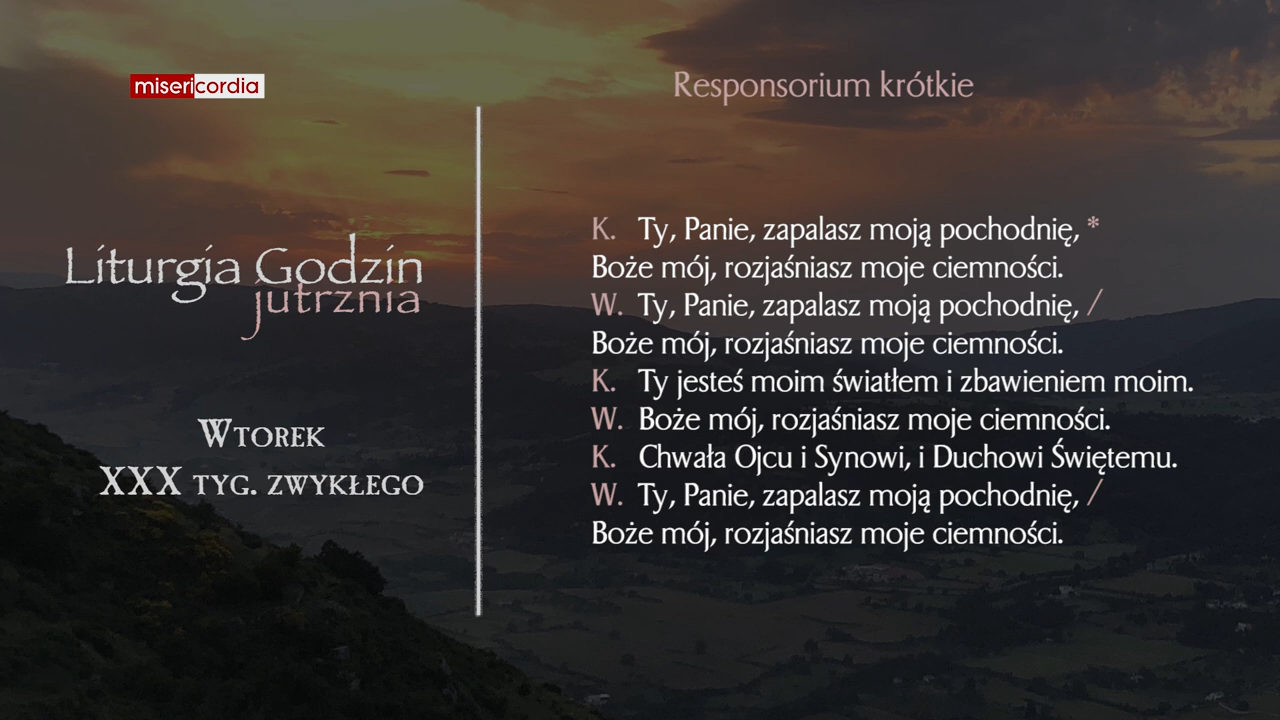 misericordia
Liturgia Godzin
jutrznia
Wtorek
XXX tyg. zwykłego
Responsorium krótkie
K. Ty, Panie, zapalasz moją pochodnię, *
Boże mój, rozjaśniasz moje ciemności.
W. Ty, Panie, zapalasz moją pochodnię, /
Boże mój, rozjaśniasz moje ciemności.
K. Ty jesteś moim światłem i zbawieniem moim.
W. Boże mój, rozjaśniasz moje ciemności.
K. Chwała Ojcu i Synowi, i Duchowi Świętemu.
W. Ty, Panie, zapalasz moją pochodnię, /
Boże mój, rozjaśniasz moje ciemności.